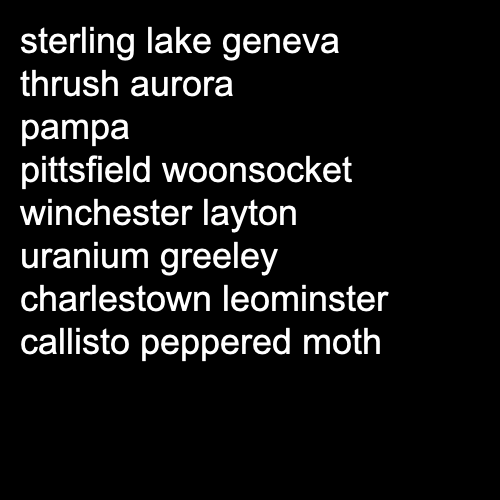 sterling lake geneva
thrush aurora
pampa
pittsfield woonsocket
winchester layton
uranium greeley
charlestown leominster
callisto peppered moth